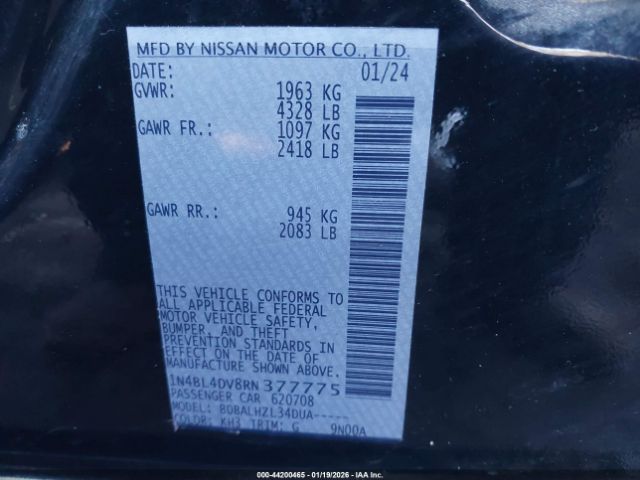 MFD BY NISSAN MOTOR CO., LTD.
DATE: 01/24
GVWR: 1963 KG
4328 LB
GAWR FR.: 1097 KG
2418 LB
GAWR RR.: 945 KG
2083 LB
THIS VEHICLE CONFORMS TO
ALL APPLICABLE FEDERAL
MOTOR VEHICLE SAFETY,
BUMPER, AND THEFT
PREVENTION STANDARDS IN
EFFECT ON THE DATE OF
MANUFACTURE SHOWN ABOVE.
1N4BL4DV8RN377775
PASSENGER CAR 620708
MODEL: BDBALHZL34DUA-----
COLOR: KH3 TRIM: G 9N00A
000-44200465 - 01/19/2026 - IAAI.COM